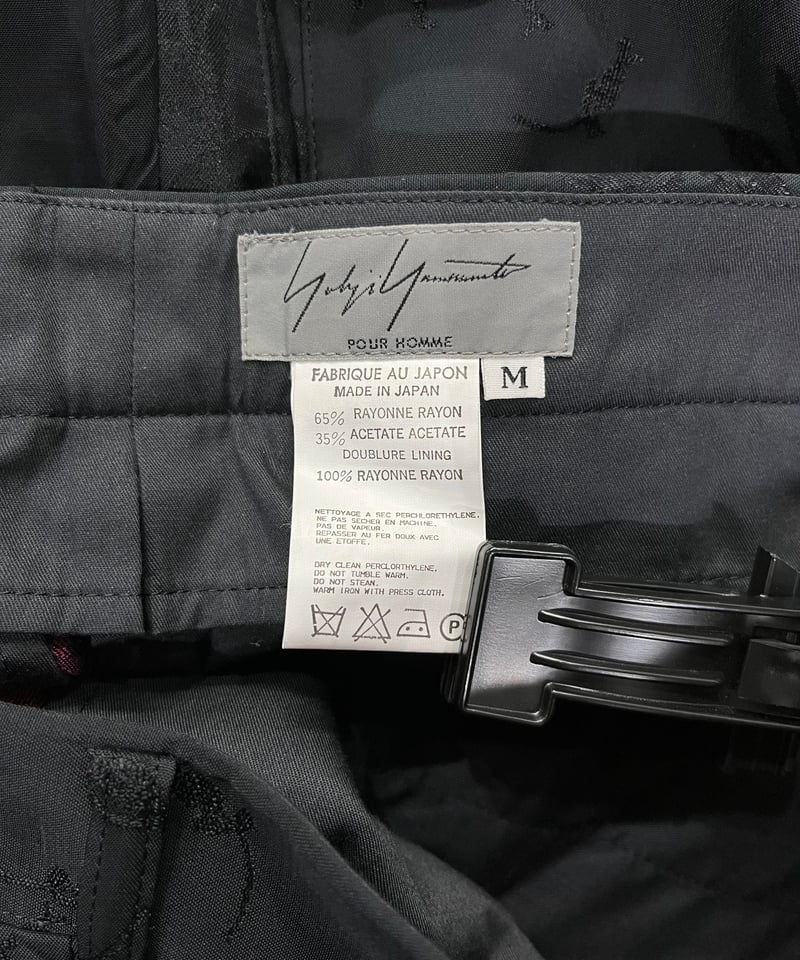 Yohji Yamamoto
POUR HOMME
M
FABRIQUE AU JAPON
MADE IN JAPAN
65% RAYONNE RAYON
35% ACETATE ACETATE
DOUBLURE LINING
100% RAYONNE RAYON
NETTOYAGE A SEC PERCHLORETHYLENE.
NE PAS SECHER EN MACHINE.
PAS DE VAPEUR.
REPASSER AU FER DOUX AVEC
UNE ETOFFE.
DRY CLEAN PERCLORTHYLENE.
DO NOT TUMBLE WARM.
DO NOT STEAN.
WARM IRON WITH PRESS CLOTH.
P